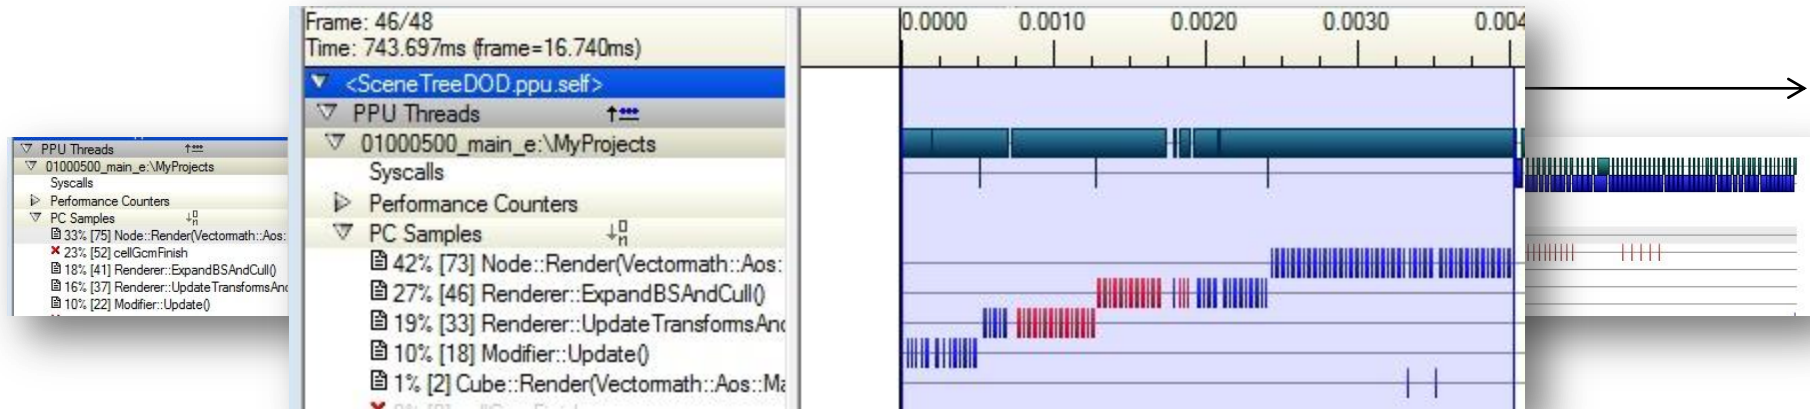 PPU Threads
01000500_main_e:\MyProjects
Syscalls
Performance Counters
PC Samples
33% [75] Node::Render(Vectormath::Aos:
23% [52] cellGcmFinish
18% [41] Renderer::ExpandBSAndCull()
16% [37] Renderer::UpdateTransformsAnd
10% [22] Modifier::Update()
Frame: 46/48
Time: 743.697ms (frame=16.740ms)
<SceneTreeDOD.ppu.self>
PPU Threads
01000500_main_e:\MyProjects
Syscalls
Performance Counters
PC Samples
42% [73] Node::Render(Vectormath::Aos:
27% [46] Renderer::ExpandBSAndCull()
19% [33] Renderer::UpdateTransformsAnd
10% [18] Modifier::Update()
1% [2] Cube::Render(Vectormath::Aos::Ma
0.0000 0.0010 0.0020 0.0030 0.004